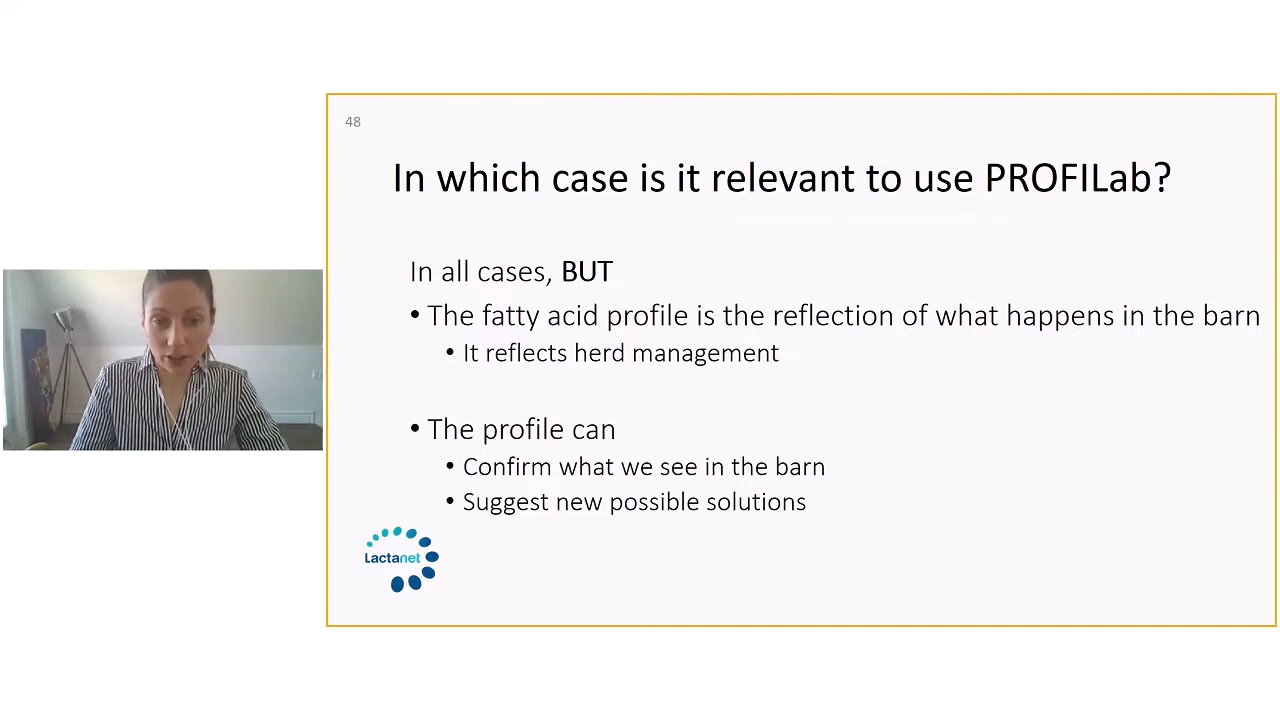 48
In which case is it relevant to use PROFILab?
In all cases, BUT
• The fatty acid profile is the reflection of what happens in the barn
• It reflects herd management
• The profile can
• Confirm what we see in the barn
• Suggest new possible solutions
Lactanet